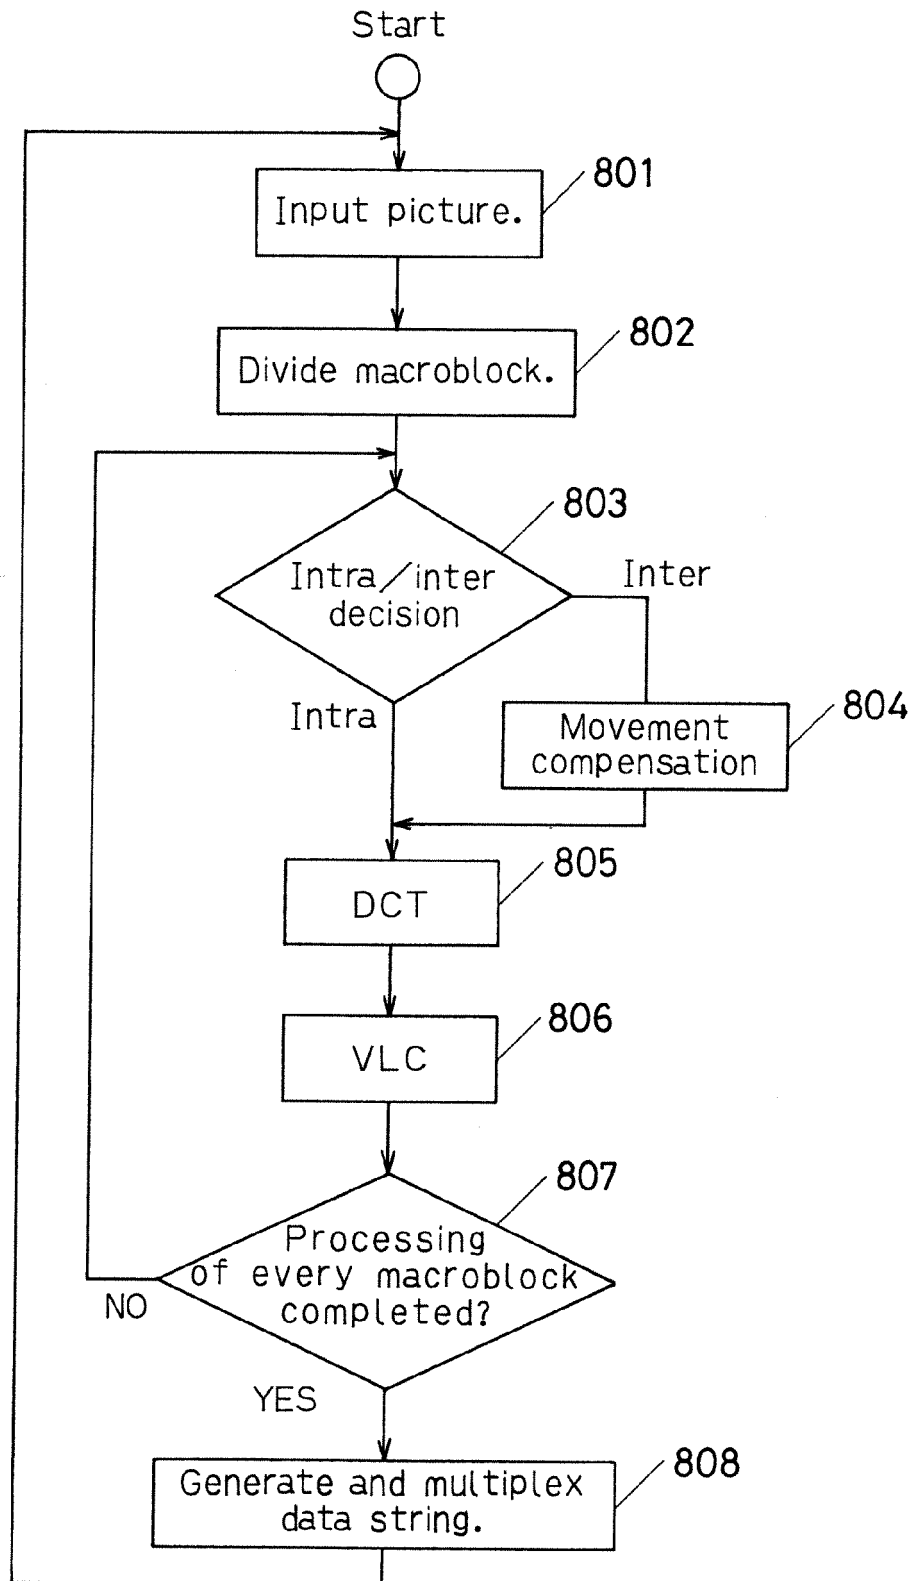 Start
801
Input picture.
802
Divide macroblock.
803
Intra/inter
decision
Inter
Intra
804
Movement
compensation
805
DCT
806
VLC
807
Processing
of every macroblock
completed?
NO
YES
808
Generate and multiplex
data string.